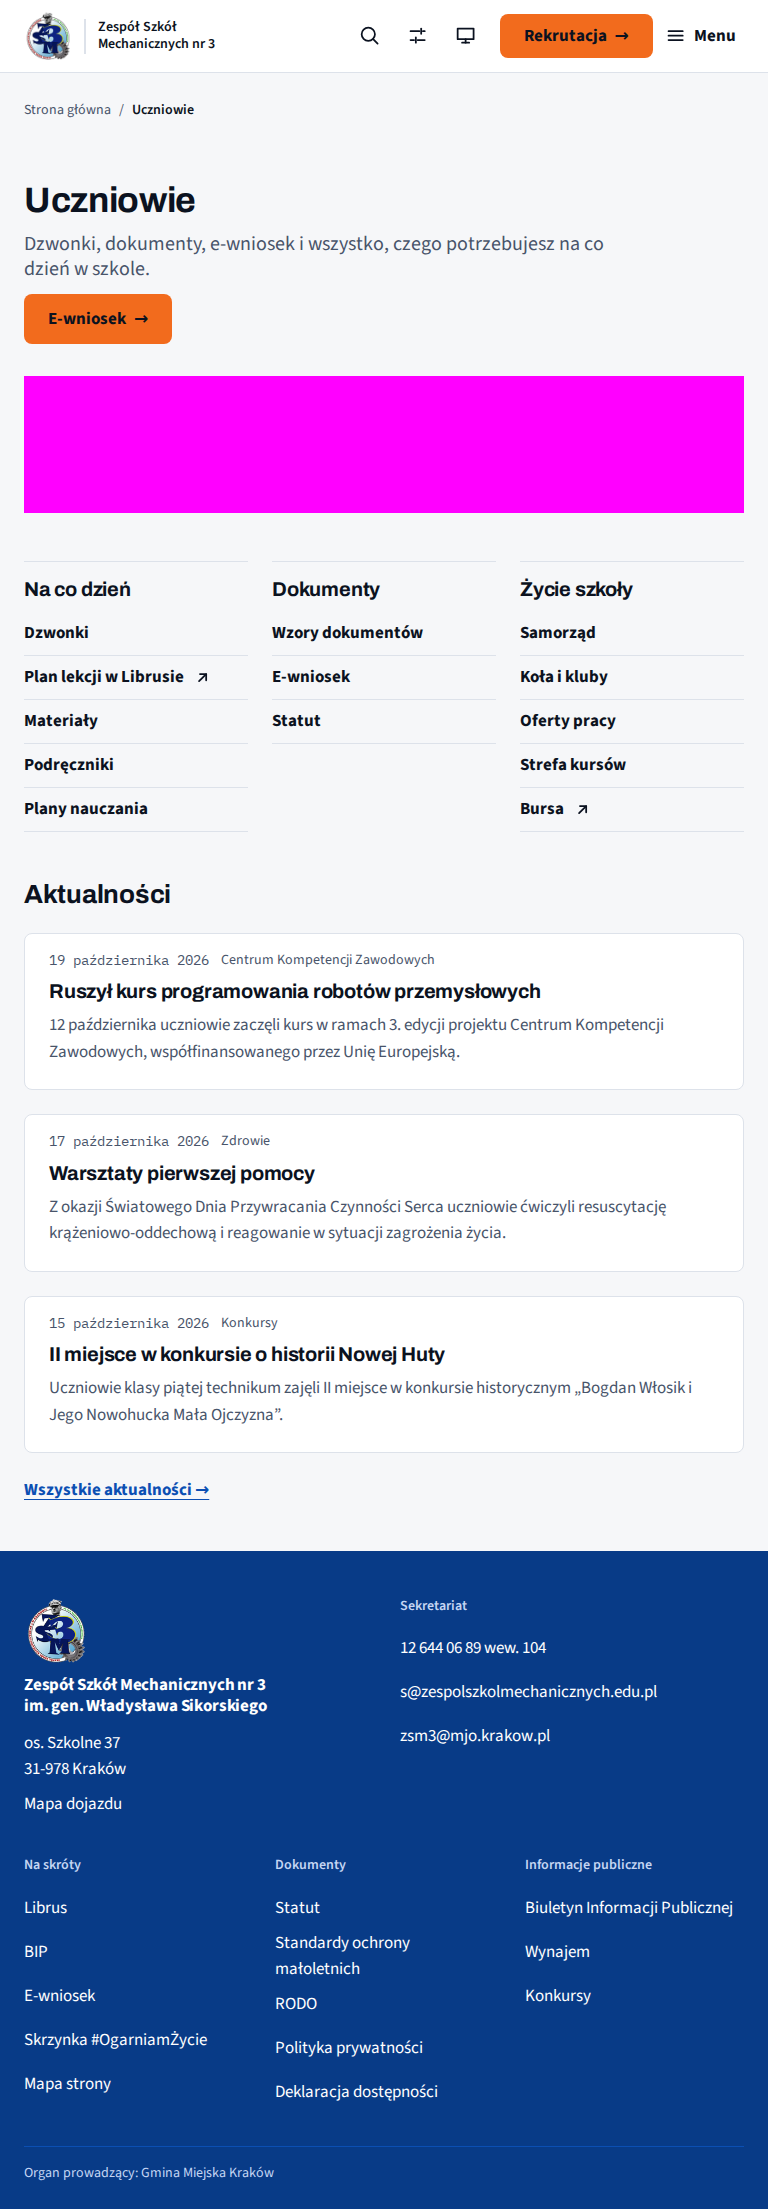 Zespół Szkół
Mechanicznych nr 3
Rekrutacja →
Menu
Strona główna / Uczniowie
Uczniowie
Dzwonki, dokumenty, e-wniosek i wszystko, czego potrzebujesz na co
dzień w szkole.
E-wniosek →
Na co dzień
Dzwonki
Plan lekcji w Librusie ↗
Materiały
Podręczniki
Plany nauczania
Dokumenty
Wzory dokumentów
E-wniosek
Statut
Życie szkoły
Samorząd
Koła i kluby
Oferty pracy
Strefa kursów
Bursa ↗
Aktualności
19 października 2026 Centrum Kompetencji Zawodowych
Ruszył kurs programowania robotów przemysłowych
12 października uczniowie zaczęli kurs w ramach 3. edycji projektu Centrum Kompetencji
Zawodowych, współfinansowanego przez Unię Europejską.
17 października 2026 Zdrowie
Warsztaty pierwszej pomocy
Z okazji Światowego Dnia Przywracania Czynności Serca uczniowie ćwiczyli resuscytację
krążeniowo-oddechową i reagowanie w sytuacji zagrożenia życia.
15 października 2026 Konkursy
II miejsce w konkursie o historii Nowej Huty
Uczniowie klasy piątej technikum zajęli II miejsce w konkursie historycznym „Bogdan Włosik i
Jego Nowohucka Mała Ojczyzna”.
Wszystkie aktualności →
Zespół Szkół Mechanicznych nr 3
im. gen. Władysława Sikorskiego
os. Szkolne 37
31-978 Kraków
Mapa dojazdu
Sekretariat
12 644 06 89 wew. 104
s@zespolszkolmechanicznych.edu.pl
zsm3@mjo.krakow.pl
Na skróty
Librus
BIP
E-wniosek
Skrzynka #OgarniamŻycie
Mapa strony
Dokumenty
Statut
Standardy ochrony
małoletnich
RODO
Polityka prywatności
Deklaracja dostępności
Informacje publiczne
Biuletyn Informacji Publicznej
Wynajem
Konkursy
Organ prowadzący: Gmina Miejska Kraków